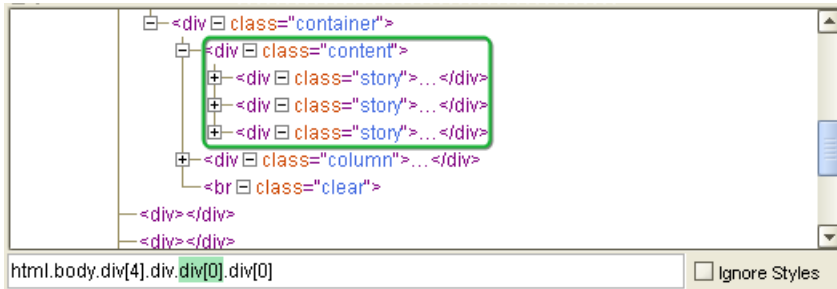 <div class="container">
<div class="content">
<div class="story">...</div>
<div class="story">...</div>
<div class="story">...</div>
<div class="column">...</div>
<br class="clear">
<div></div>
<div></div>
html.body.div[4].div.div[0].div[0]
Ignore Styles